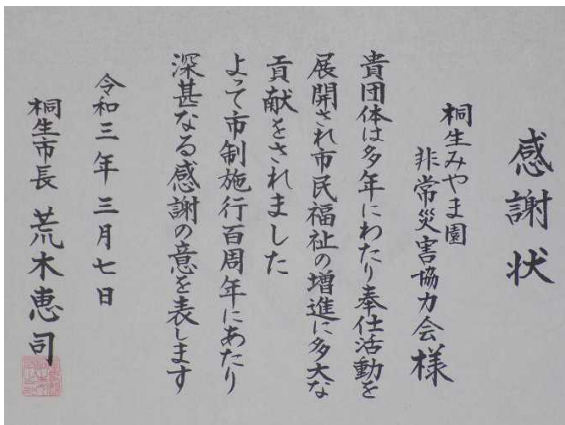 感謝状
桐生みやま園
非常災害協力会様
貴団体は多年にわたり奉仕活動を
展開され市民福祉の増進に多大な
貢献をされました
よって市制施行百周年にあたり
深甚なる感謝の意を表します
令和三年三月七日
桐生市長 荒木恵司